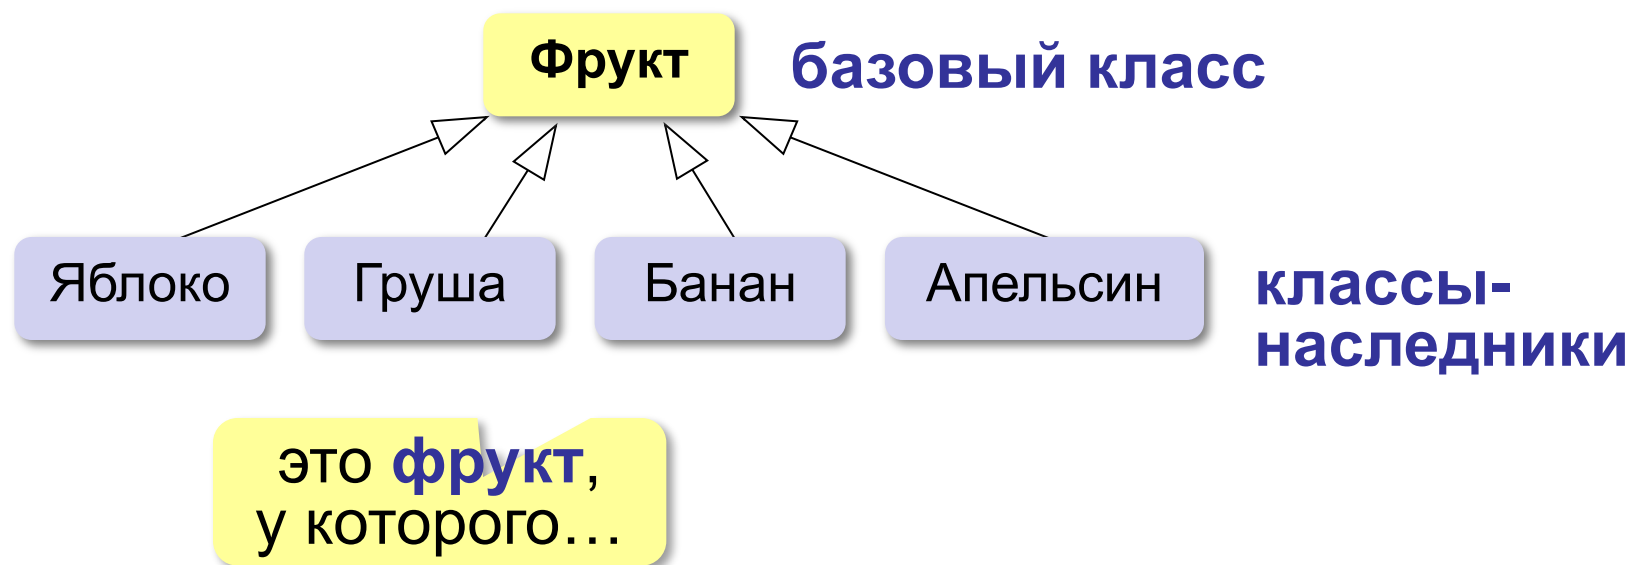 Фрукт
базовый класс
Яблоко
Груша
Банан
Апельсин
классы-
наследники
это фрукт,
у которого…